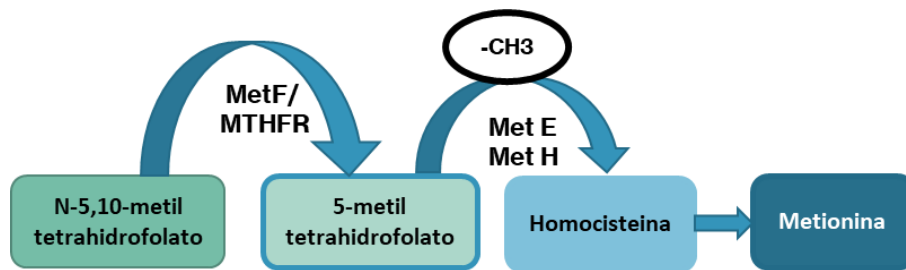 -CH3
MetF/
MTHFR
Met E
Met H
N-5,10-metil
tetrahidrofolato
5-metil
tetrahidrofolato
Homocisteina
Metionina